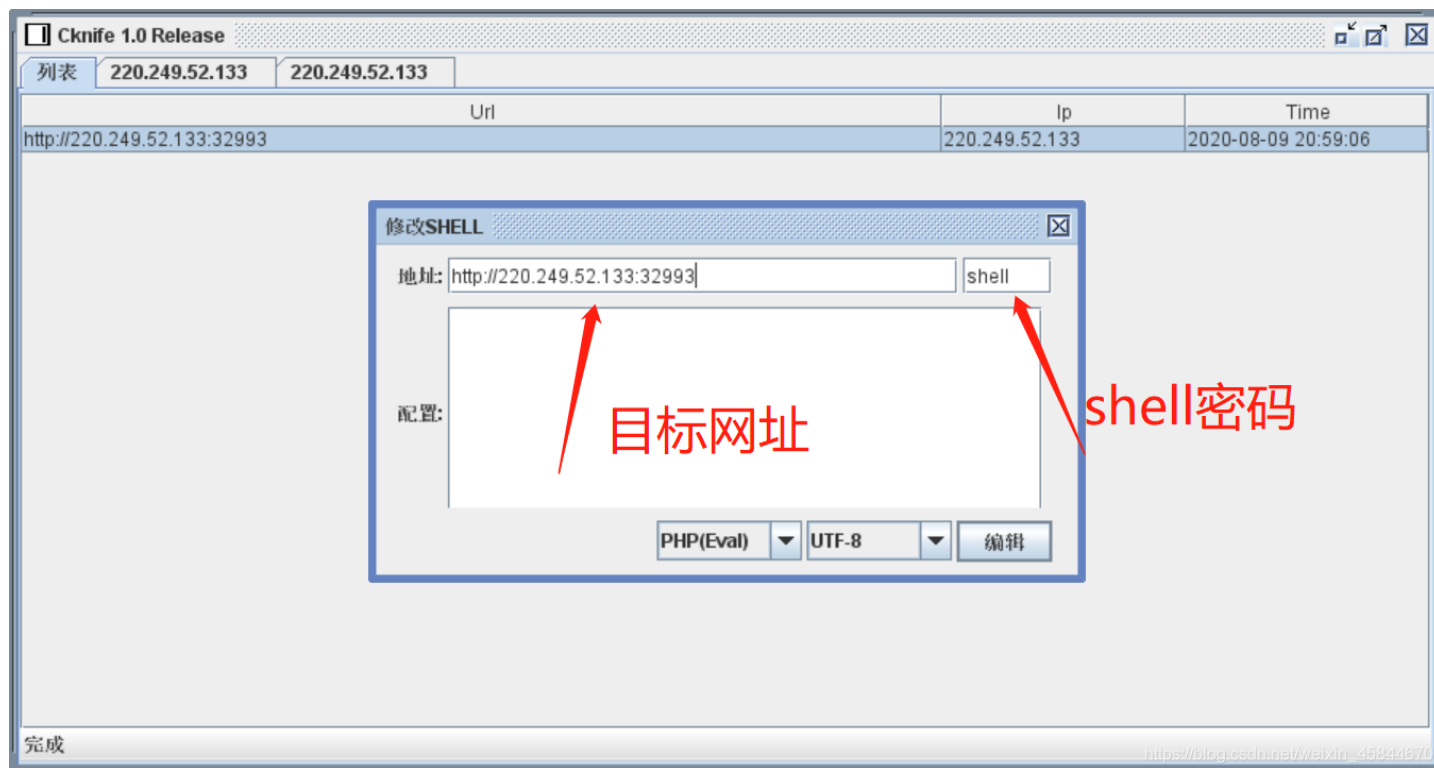 Cknife 1.0 Release
列表 220.249.52.133 220.249.52.133
Url Ip Time
http://220.249.52.133:32993 220.249.52.133 2020-08-09 20:59:06
修改SHELL
地址: http://220.249.52.133:32993 shell
shell密码
目标网址
配置:
PHP(Eval) UTF-8 编辑
完成
https://blog.csdn.net/weixin_45844670